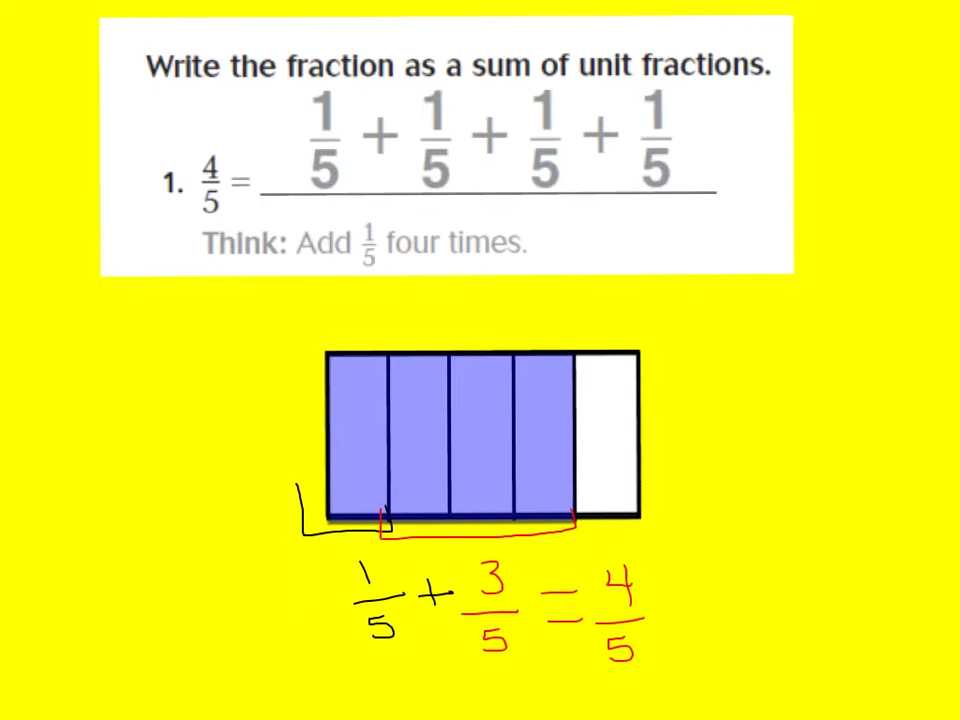 Write the fraction as a sum of unit fractions.
1. 4/5 = 1/5 + 1/5 + 1/5 + 1/5
Think: Add 1/5 four times.
1/5 + 3/5 = 4/5